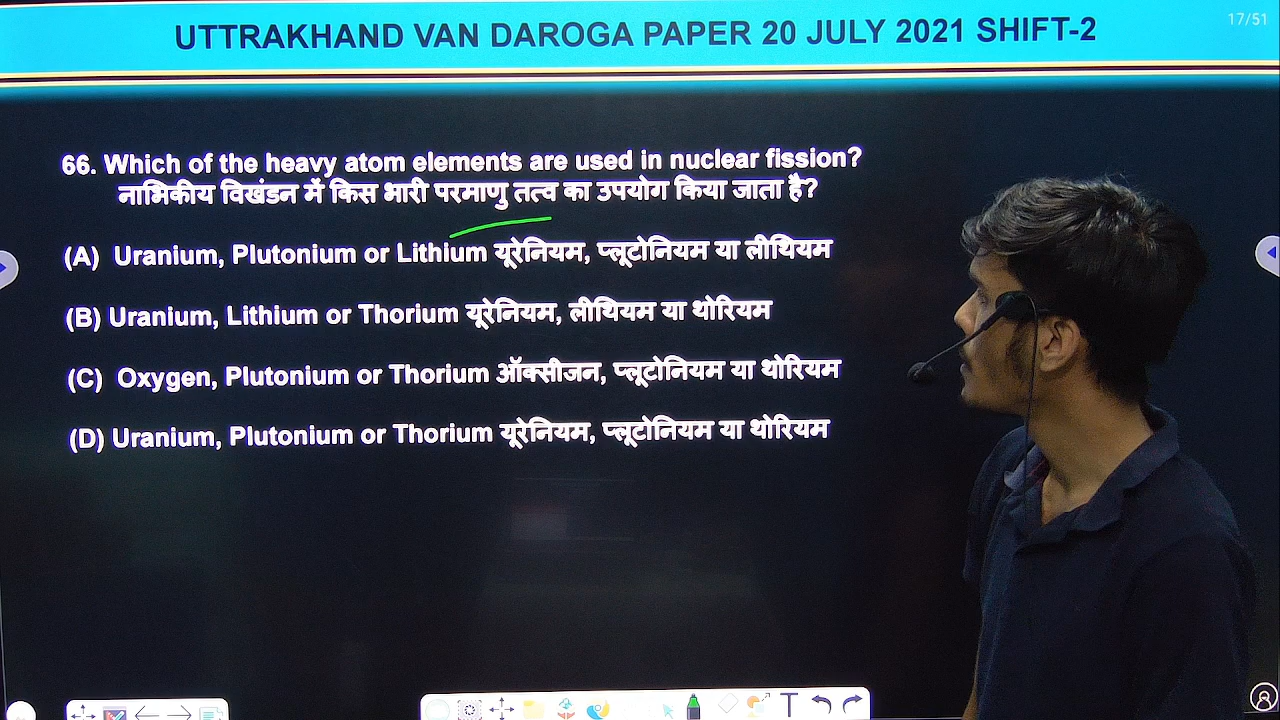 17/51
UTTRAKHAND VAN DAROGA PAPER 20 JULY 2021 SHIFT-2
66. Which of the heavy atom elements are used in nuclear fission?
नाभिकीय विखंडन में किस भारी परमाणु तत्व का उपयोग किया जाता है?
(A) Uranium, Plutonium or Lithium यूरेनियम, प्लूटोनियम या लीथियम
(B) Uranium, Lithium or Thorium यूरेनियम, लीथियम या थोरियम
(C) Oxygen, Plutonium or Thorium ऑक्सीजन, प्लूटोनियम या थोरियम
(D) Uranium, Plutonium or Thorium यूरेनियम, प्लूटोनियम या थोरियम
T